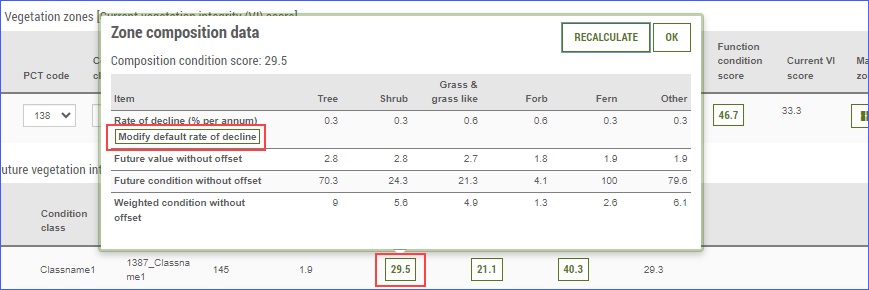 Vegetation zones [Current vegetation integrity (VI) score]
Zone composition data
RECALCULATE
OK
Composition condition score: 29.5
Function
condition
score
Current VI
score
PCT code
Item
Tree
Shrub
Grass &
grass like
Forb
Fern
Other
138
46.7
33.3
Rate of decline (% per annum)
0.3 0.3 0.6 0.6 0.3 0.3
Modify default rate of decline
Future value without offset 2.8 2.8 2.7 1.8 1.9 1.9
Future condition without offset 70.3 24.3 21.3 4.1 100 79.6
Weighted condition without 9 5.6 4.9 1.3 2.6 6.1
offset
Condition
class
Classname1
1387_Classna
me1
145 1.9 29.5 21.1 40.3 29.3